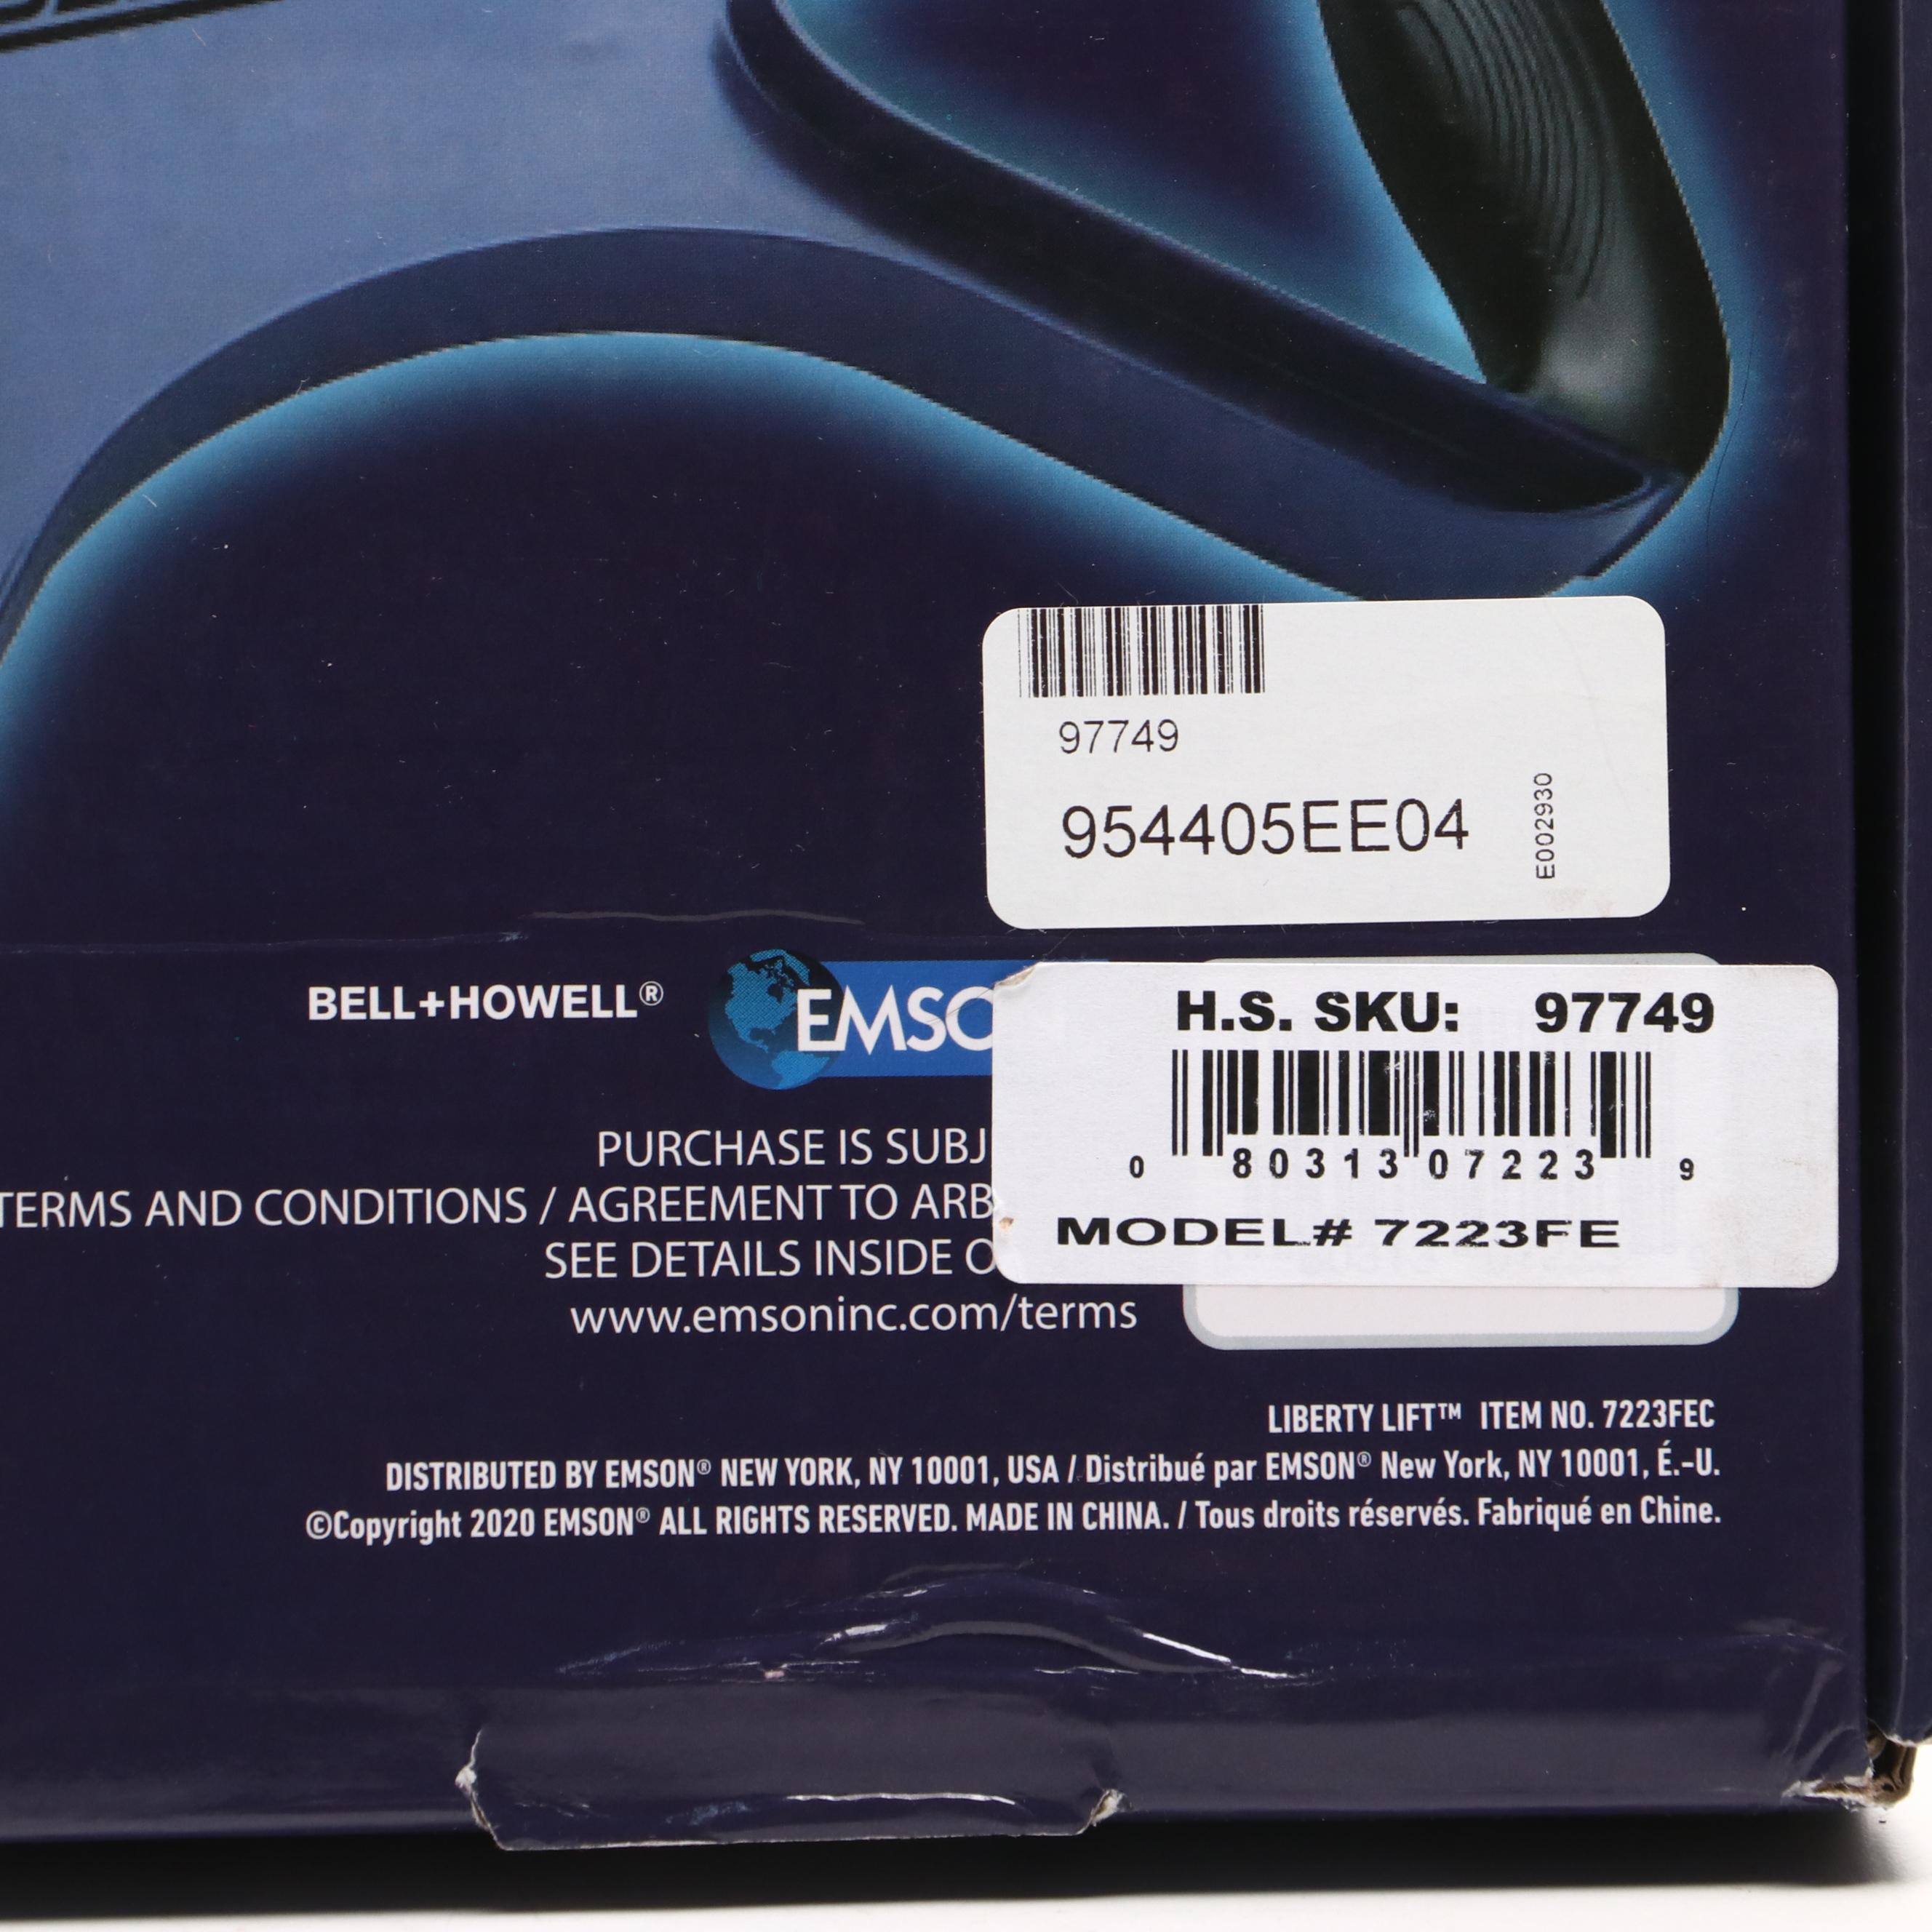 97749
954405EE04
E002930
BELL+HOWELL®
EMSO
H.S. SKU: 97749
0 80313 07223 9
MODEL# 7223FE
PURCHASE IS SUBJ
TERMS AND CONDITIONS / AGREEMENT TO ARB
SEE DETAILS INSIDE O
www.emsoninc.com/terms
LIBERTY LIFT™ ITEM NO. 7223FEC
DISTRIBUTED BY EMSON® NEW YORK, NY 10001, USA / Distribué par EMSON® New York, NY 10001, É.-U.
©Copyright 2020 EMSON® ALL RIGHTS RESERVED. MADE IN CHINA. / Tous droits réservés. Fabriqué en Chine.